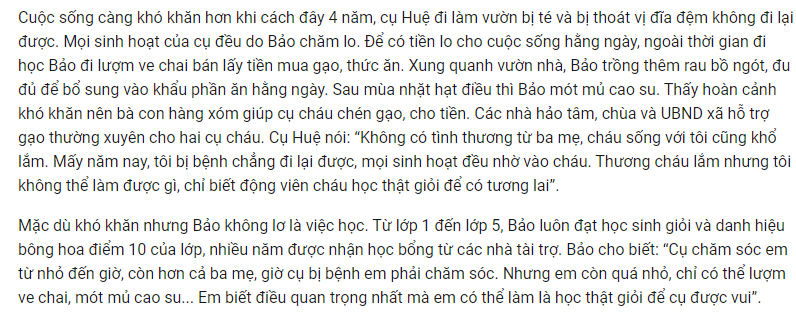 Cuộc sống càng khó khăn hơn khi cách đây 4 năm, cụ Huệ đi làm vườn bị té và bị thoát vị đĩa đệm không đi lại
được. Mọi sinh hoạt của cụ đều do Bảo chăm lo. Để có tiền lo cho cuộc sống hằng ngày, ngoài thời gian đi
học Bảo đi lượm ve chai bán lấy tiền mua gạo, thức ăn. Xung quanh vườn nhà, Bảo trồng thêm rau bồ ngót, đu
đủ để bổ sung vào khẩu phần ăn hằng ngày. Sau mùa nhặt hạt điều thì Bảo mót mủ cao su. Thấy hoàn cảnh
khó khăn nên bà con hàng xóm giúp cụ cháu chén gạo, cho tiền. Các nhà hảo tâm, chùa và UBND xã hỗ trợ
gạo thường xuyên cho hai cụ cháu. Cụ Huệ nói: “Không có tình thương từ ba mẹ, cháu sống với tôi cũng khổ
lắm. Mấy năm nay, tôi bị bệnh chẳng đi lại được, mọi sinh hoạt đều nhờ vào cháu. Thương cháu lắm nhưng tôi
không thể làm được gì, chỉ biết động viên cháu học thật giỏi để có tương lai”.
Mặc dù khó khăn nhưng Bảo không lơ là việc học. Từ lớp 1 đến lớp 5, Bảo luôn đạt học sinh giỏi và danh hiệu
bông hoa điểm 10 của lớp, nhiều năm được nhận học bổng từ các nhà tài trợ. Bảo cho biết: “Cụ chăm sóc em
từ nhỏ đến giờ, còn hơn cả ba mẹ, giờ cụ bị bệnh em phải chăm sóc. Nhưng em còn quá nhỏ, chỉ có thể lượm
ve chai, mót mủ cao su... Em biết điều quan trọng nhất mà em có thể làm là học thật giỏi để cụ được vui”.